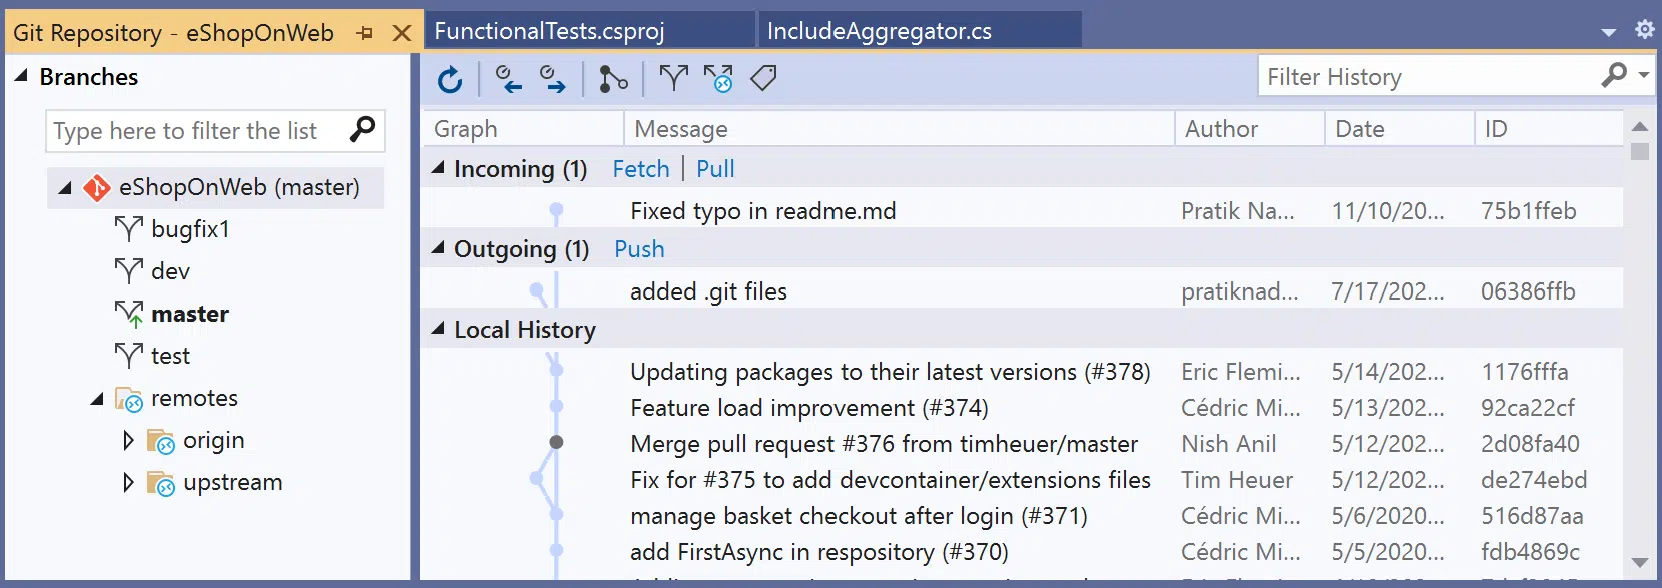 Git Repository - eShopOnWeb
FunctionalTests.csproj
IncludeAggregator.cs
Branches
Type here to filter the list
eShopOnWeb (master)
bugfix1
dev
master
test
remotes
origin
upstream
Filter History
Graph Message Author Date ID
Incoming (1) Fetch | Pull
Fixed typo in readme.md Pratik Na... 11/10/20... 75b1ffeb
Outgoing (1) Push
added .git files pratiknad... 7/17/202... 06386ffb
Local History
Updating packages to their latest versions (#378) Eric Flemi... 5/14/202... 1176fffa
Feature load improvement (#374) Cédric Mi... 5/13/202... 92ca22cf
Merge pull request #376 from timheuer/master Nish Anil 5/12/202... 2d08fa40
Fix for #375 to add devcontainer/extensions files Tim Heuer 5/12/202... de274ebd
manage basket checkout after login (#371) Cédric Mi... 5/6/2020... 516d87aa
add FirstAsync in respository (#370) Cédric Mi... 5/5/2020... fdb4869c